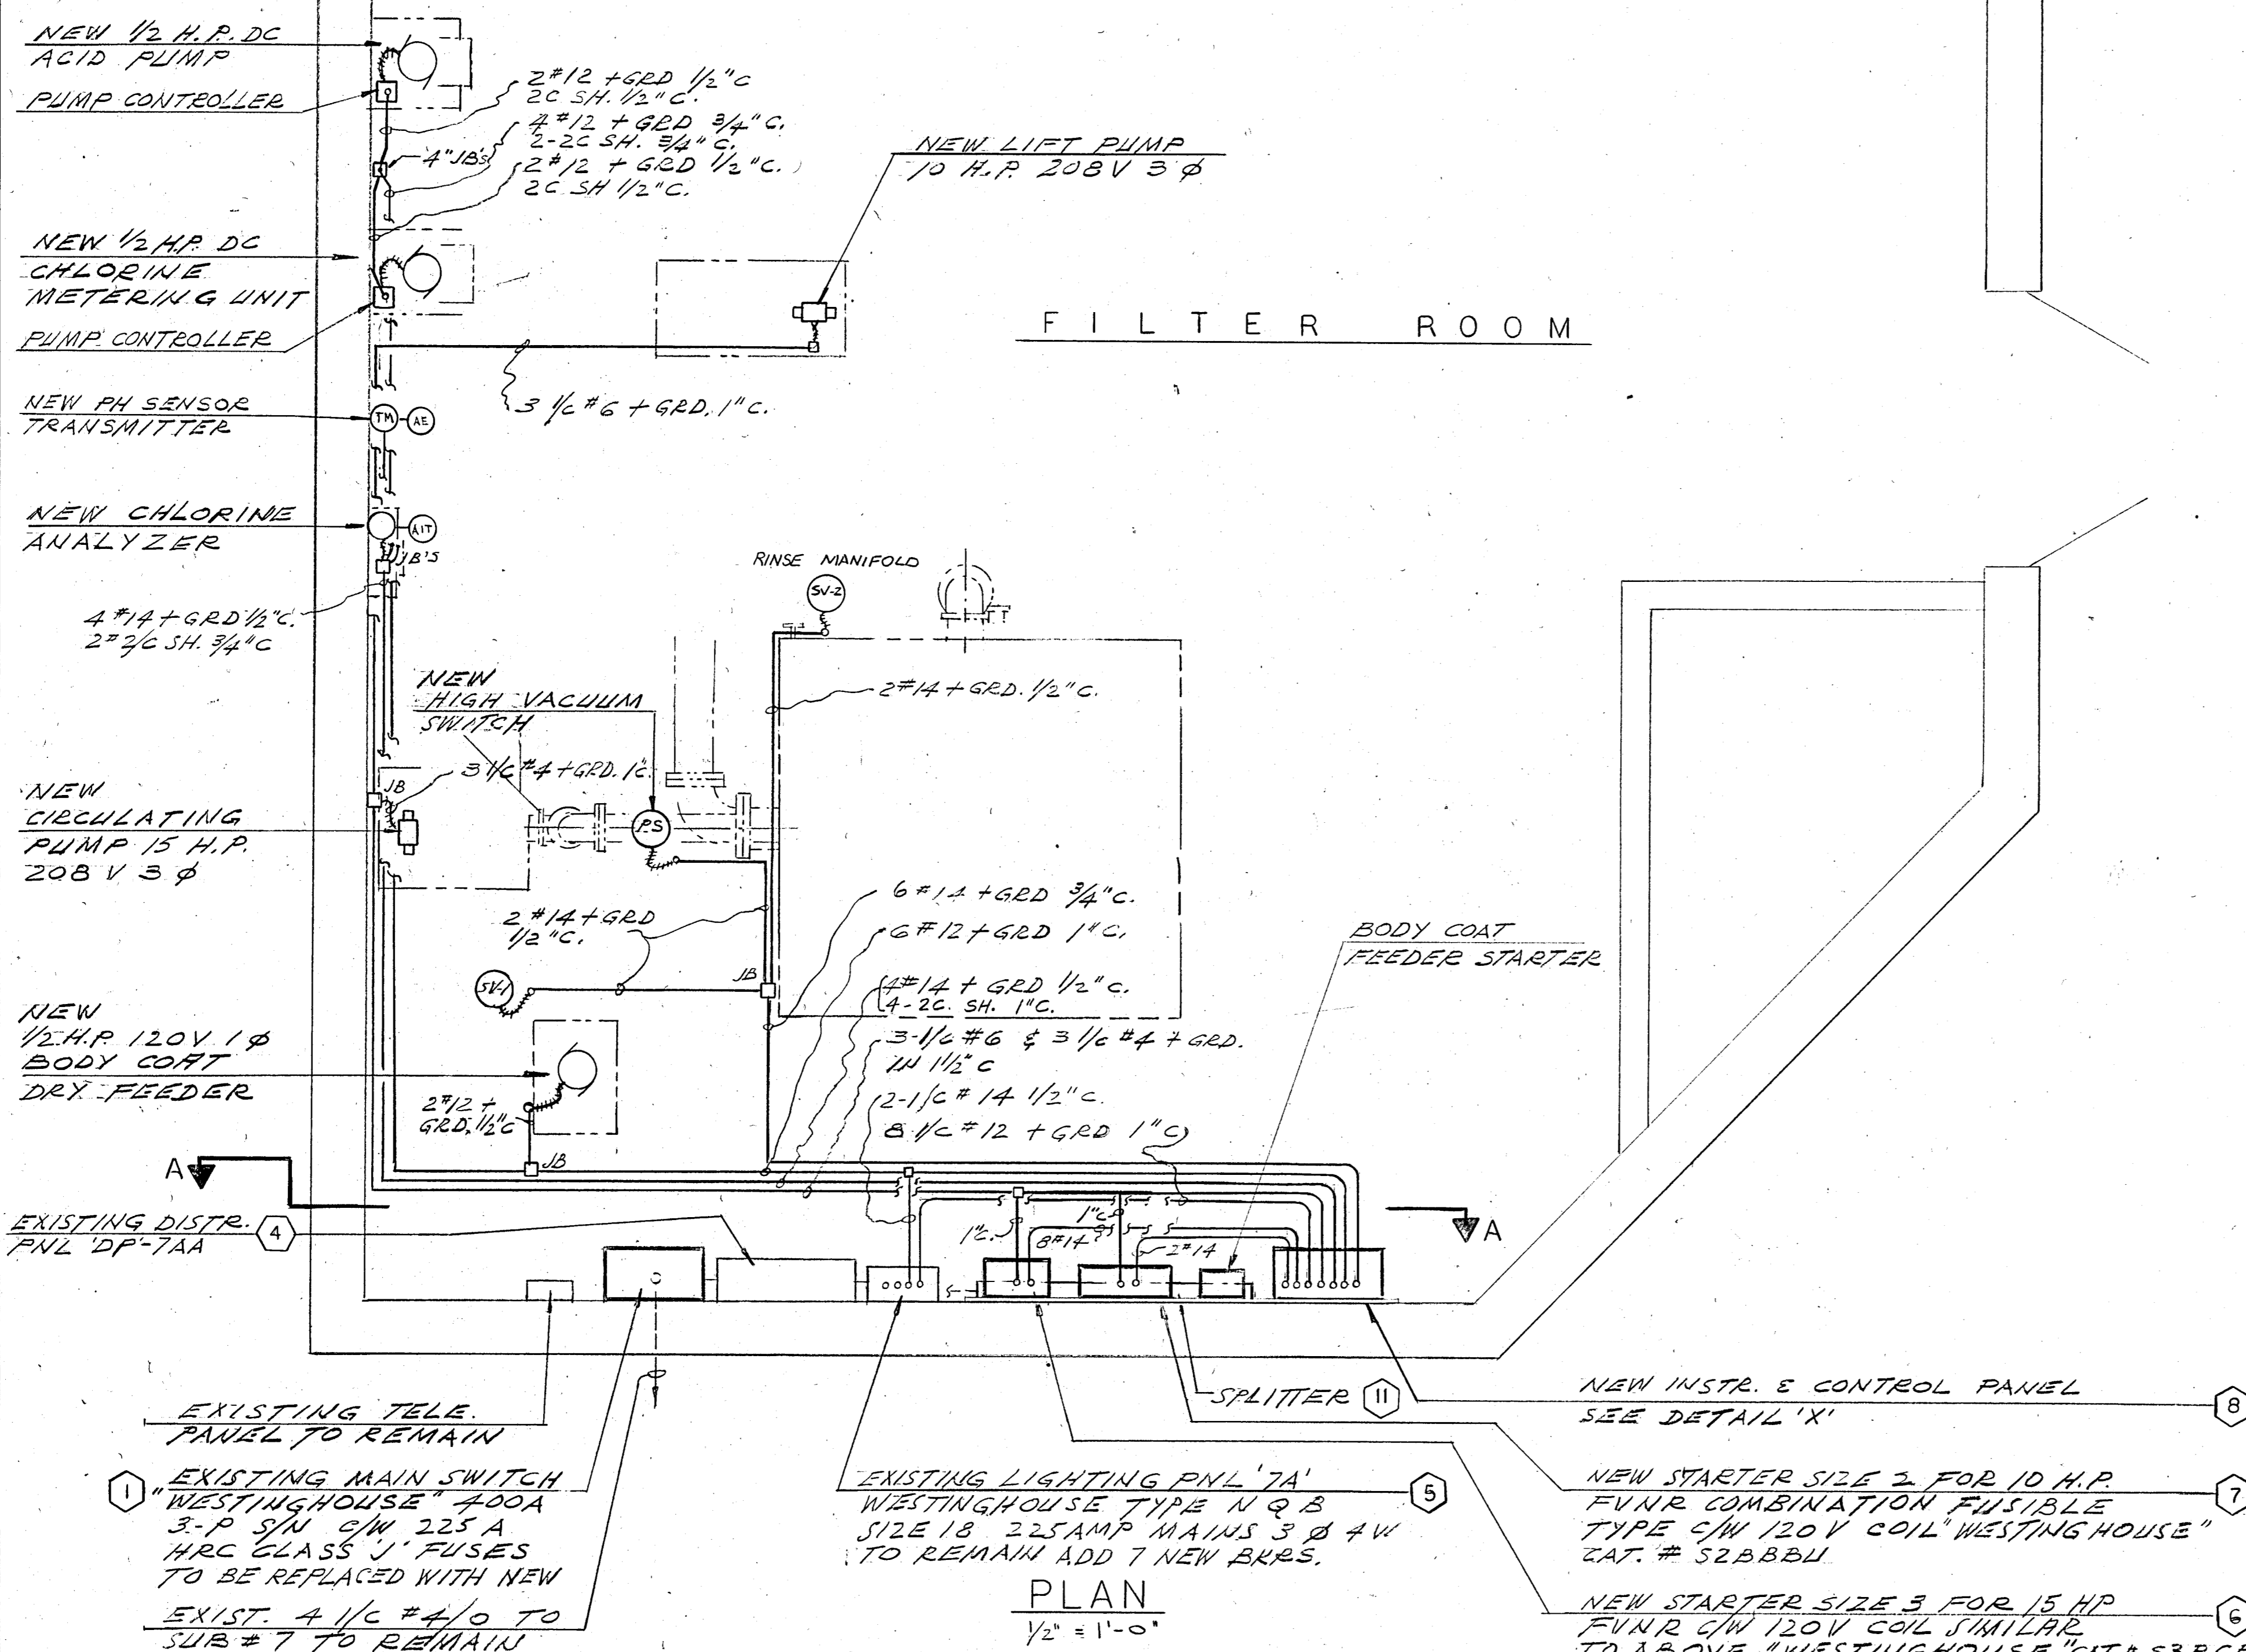 NEW 1/2 H.P. DC
ACID PUMP
PUMP CONTROLLER
2#12 +GRD 1/2"C
2C SH. 1/2"C.
4 #12 + GRD 3/4"C.
2-2C SH. 3/4"C.
4"JB's
2#12 + GRD 1/2"C.
2C SH 1/2"C.
NEW LIFT PUMP
10 H.P. 208V 3 Ø
NEW 1/2 H.P. DC
CHLORINE
METERING UNIT
PUMP CONTROLLER
FILTER ROOM
3 1/C #6 + GRD. 1"C.
NEW PH SENSOR
TRANSMITTER
TM
AE
NEW CHLORINE
ANALYZER
AIT
JB'S
4 #14 + GRD 1/2"C.
2# 2/C SH. 3/4"C
RINSE MANIFOLD
SV-2
2#14 + GRD. 1/2"C.
NEW
HIGH VACUUM
SWITCH
3 1/C #4 +GRD. 1"C.
JB
PS
NEW
CIRCULATING
PUMP 15 H.P.
208 V 3 Ø
2 #14 + GRD
1/2 "C.
6 #14 +GRD 3/4"C.
6 #12 + GRD 1"C.
4#14 + GRD 1/2"C.
4-2C. SH. 1"C.
3-1/C #6 & 3 1/C #4 + GRD.
IN 1 1/2" C
2-1/C # 14 1/2"C.
8 1/C #12 + GRD 1"C
BODY COAT
FEEDER STARTER
SV-1
JB
NEW
1/2 H.P. 120V 1 Ø
BODY COAT
DRY FEEDER
2#12 +
GRD. 1/2"C
JB
A
A
EXISTING DISTR.
PNL 'DP'-7AA
4
1"C.
8#14
1"C
2#14
SPLITTER 11
EXISTING TELE.
PANEL TO REMAIN
1
EXISTING MAIN SWITCH
"WESTINGHOUSE" 400A
3-P S/N C/W 225 A
HRC CLASS 'J' FUSES
TO BE REPLACED WITH NEW
EXIST. 4 1/C #4/0 TO
SUB # 7 TO REMAIN
EXISTING LIGHTING PNL '7A'
WESTINGHOUSE TYPE N Q B
SIZE 18 225AMP MAINS 3 Ø 4W
TO REMAIN ADD 7 NEW BKRS.
5
PLAN
1/2" = 1'-0"
NEW INSTR. & CONTROL PANEL
SEE DETAIL 'X'
8
NEW STARTER SIZE 2 FOR 10 H.P.
FVNR COMBINATION FUSIBLE
TYPE C/W 120 V COIL "WESTINGHOUSE"
CAT. # S2BBBU
7
NEW STARTER SIZE 3 FOR 15 HP
FVNR C/W 120V COIL SIMILAR
TO ABOVE "WESTINGHOUSE"
6